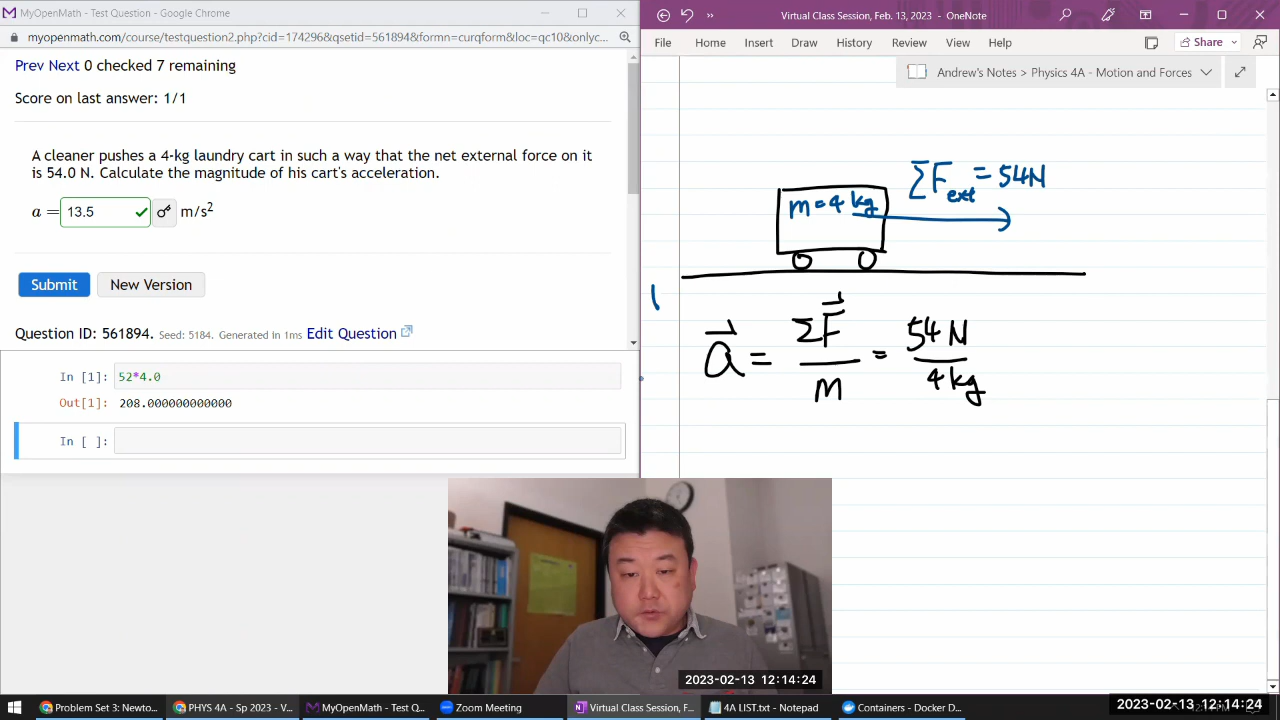 MyOpenMath - Test Question - Google Chrome
myopenmath.com/course/testquestion2.php?cid=174296&qsetid=561894&formn=curqform&loc=qc10&onlyc...
Prev Next 0 checked 7 remaining
Score on last answer: 1/1
A cleaner pushes a 4-kg laundry cart in such a way that the net external force on it
is 54.0 N. Calculate the magnitude of his cart's acceleration.
a = 13.5 m/s²
Submit New Version
Question ID: 561894. Seed: 5184. Generated in 1ms Edit Question
In [1]: 52*4.0
Out[1]: 208.000000000000
In [ ]:
Virtual Class Session, Feb. 13, 2023 - OneNote
File Home Insert Draw History Review View Help Share
Andrew's Notes > Physics 4A - Motion and Forces
ΣF_ext = 54N
m=4 kg
a⃗ = ΣF⃗/m = 54N/4kg
2023-02-13 12:14:24
Problem Set 3: Newto... PHYS 4A - Sp 2023 - V... MyOpenMath - Test Q... Zoom Meeting Virtual Class Session, F... 4A LIST.txt - Notepad Containers - Docker D...
2023-02-13 12:14:24